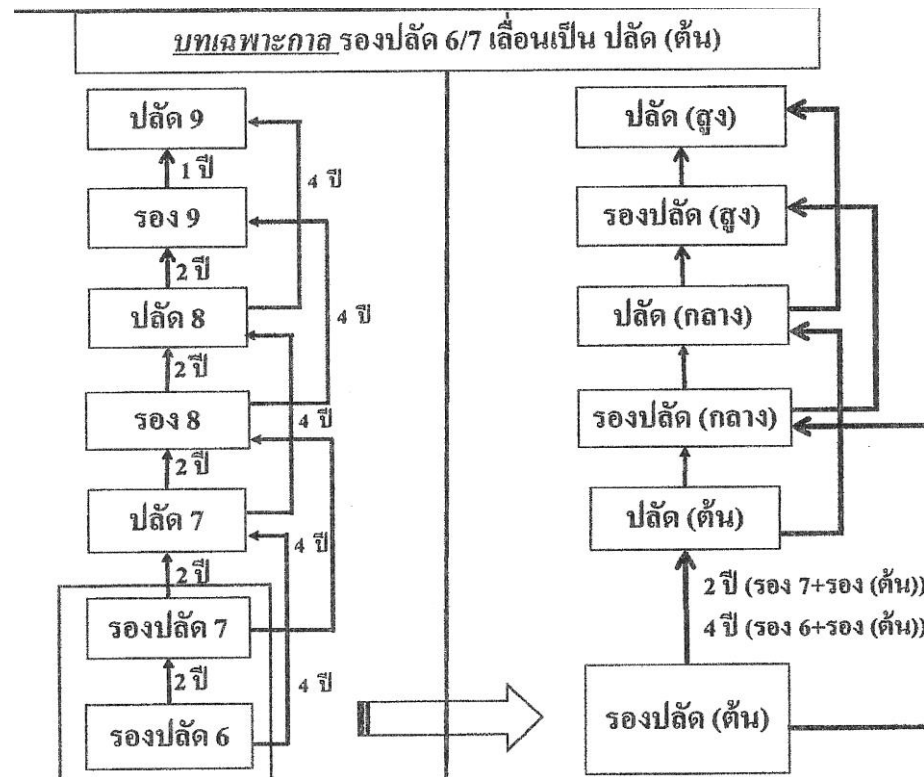 บทเฉพาะกาล รองปลัด 6/7 เลื่อนเป็น ปลัด (ต้น)
ปลัด 9
1 ปี
4 ปี
รอง 9
2 ปี
ปลัด 8
4 ปี
2 ปี
รอง 8
4 ปี
2 ปี
ปลัด 7
4 ปี
2 ปี
รองปลัด 7
2 ปี
4 ปี
รองปลัด 6
ปลัด (สูง)
รองปลัด (สูง)
ปลัด (กลาง)
รองปลัด (กลาง)
ปลัด (ต้น)
2 ปี (รอง 7+รอง (ต้น))
4 ปี (รอง 6+รอง (ต้น))
รองปลัด (ต้น)